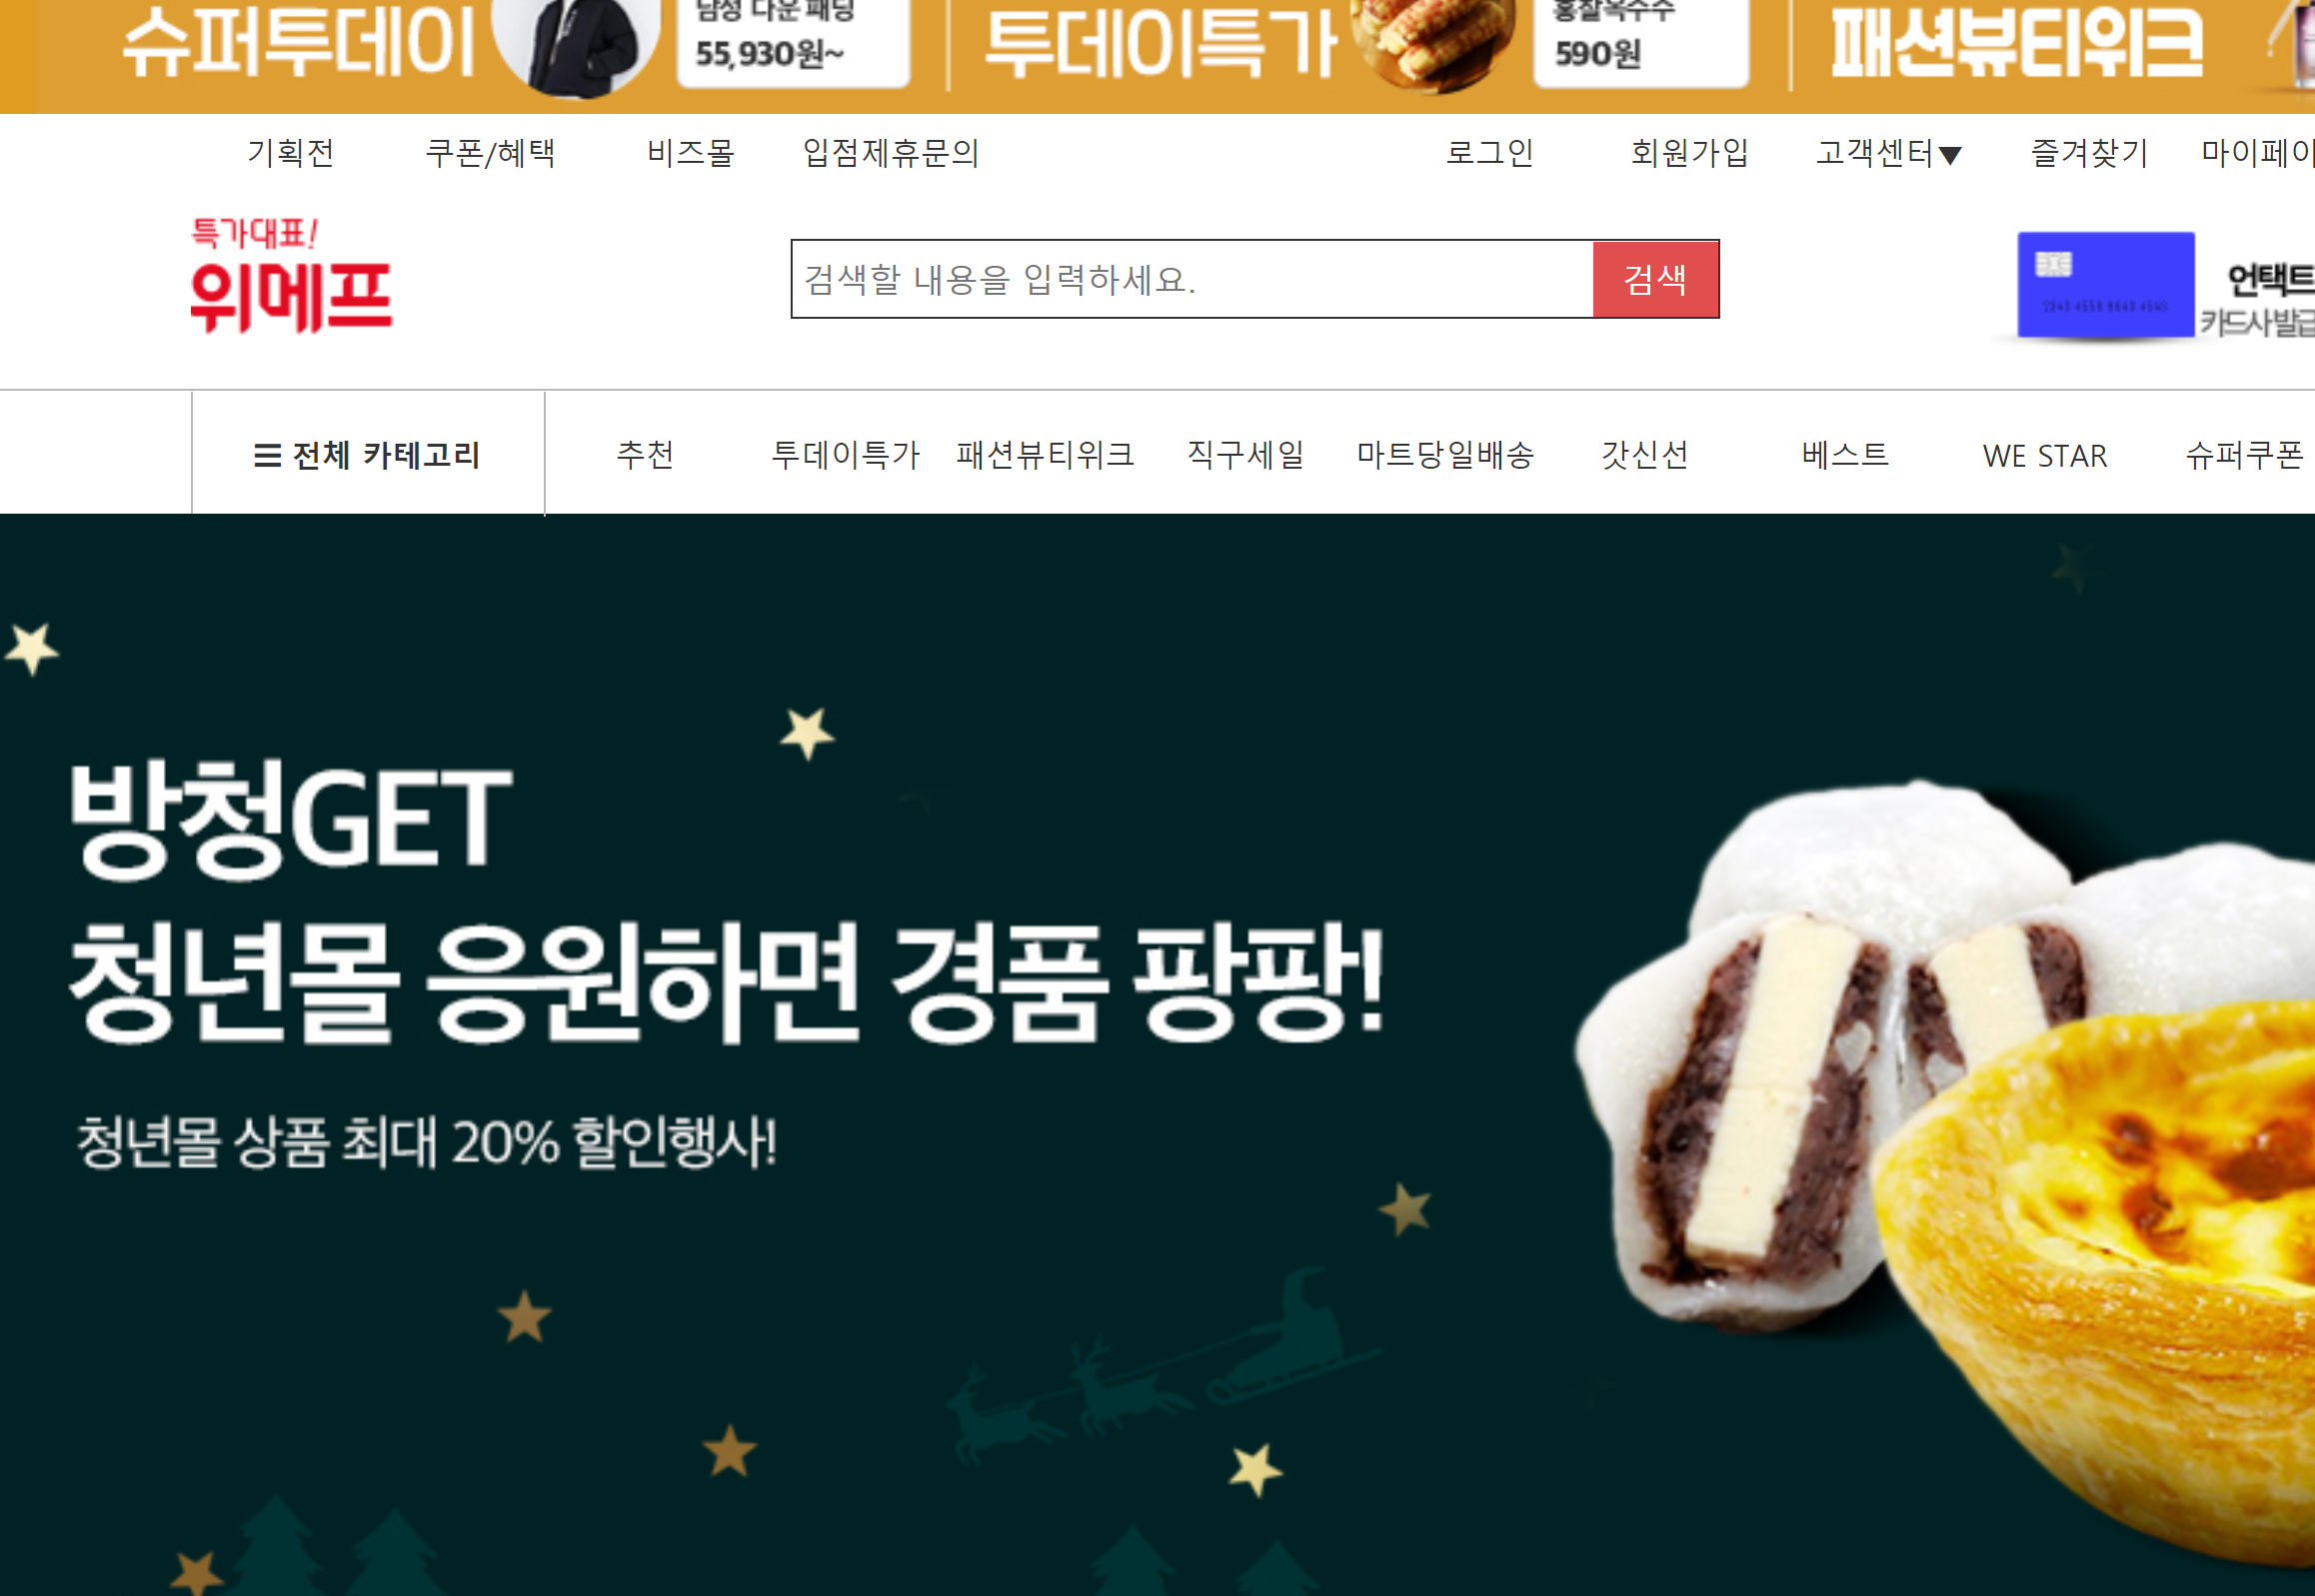 슈퍼투데이
남성 다운 패딩
55,930원~
투데이특가
홍찰옥수수
590원
패션뷰티위크
기획전 쿠폰/혜택 비즈몰 입점제휴문의 로그인 회원가입 고객센터▼ 즐겨찾기 마이페이
특가대표!
위메프
검색할 내용을 입력하세요. 검색
2343 4556 8643 4543
언택트
카드사발급
☰ 전체 카테고리 추천 투데이특가 패션뷰티위크 직구세일 마트당일배송 갓신선 베스트 WE STAR 슈퍼쿠폰
방청GET
청년몰 응원하면 경품 팡팡!
청년몰 상품 최대 20% 할인행사!